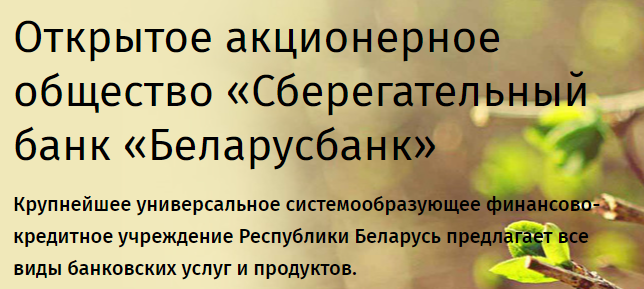 Открытое акционерное
общество «Сберегательный
банк «Беларусбанк»
Крупнейшее универсальное системообразующее финансово-
кредитное учреждение Республики Беларусь предлагает все
виды банковских услуг и продуктов.